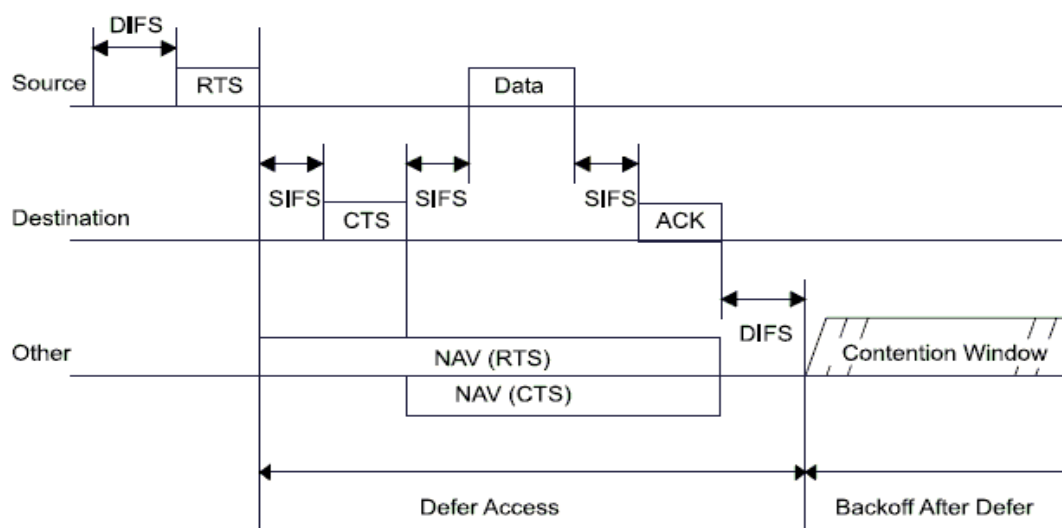 DIFS
Source RTS Data
SIFS SIFS SIFS
Destination CTS ACK
DIFS
Other NAV (RTS) Contention Window
NAV (CTS)
Defer Access Backoff After Defer